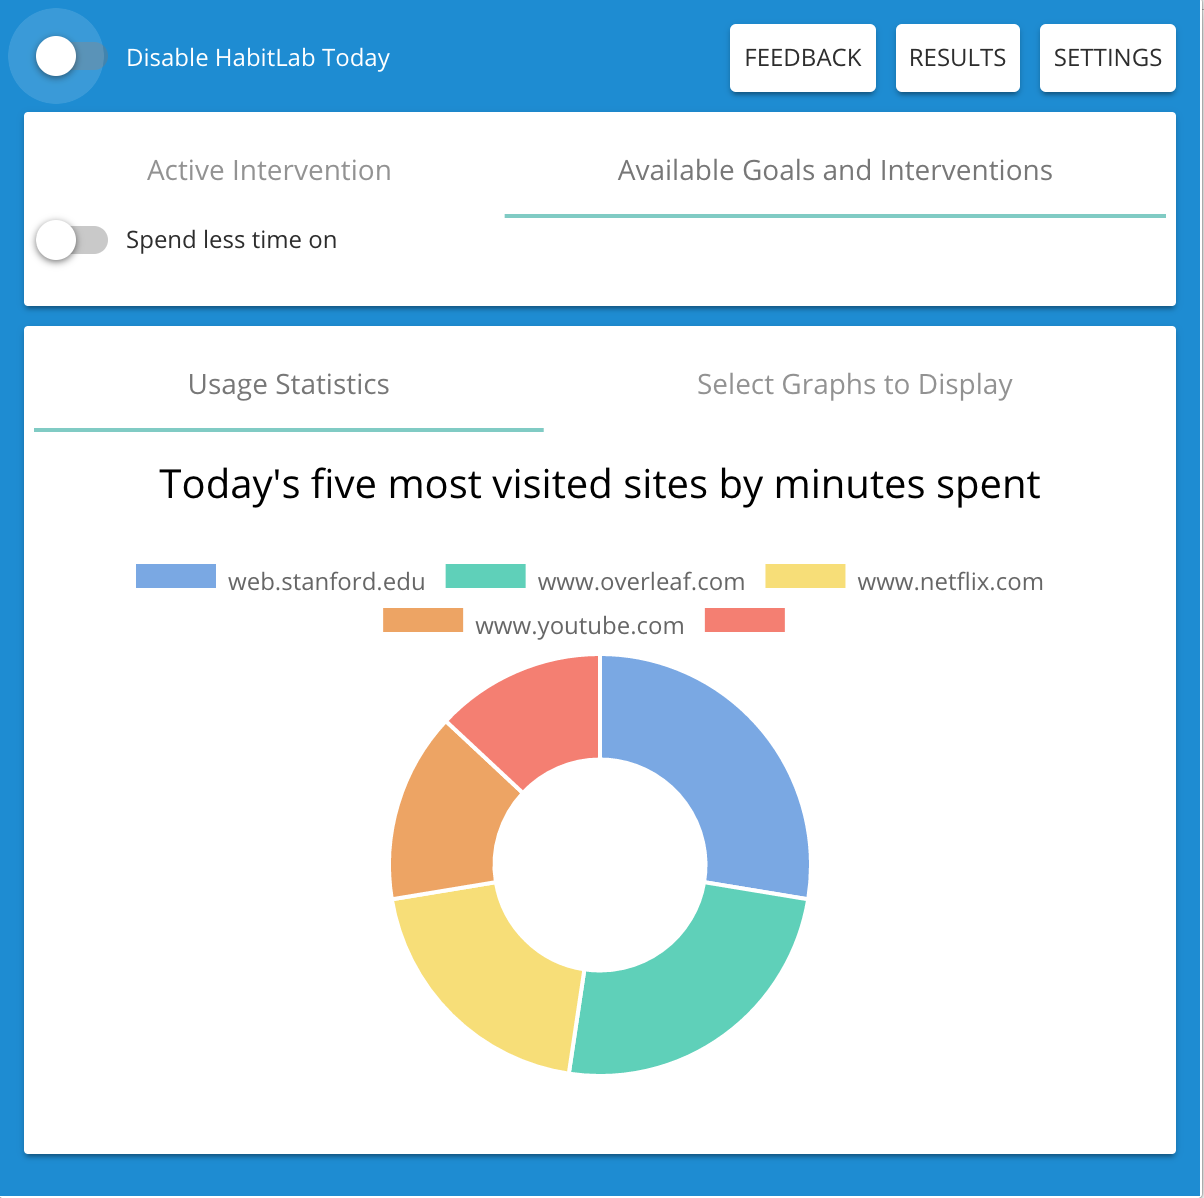 Disable HabitLab Today FEEDBACK RESULTS SETTINGS
Active Intervention Available Goals and Interventions
Spend less time on
Usage Statistics Select Graphs to Display
Today's five most visited sites by minutes spent
web.stanford.edu www.overleaf.com www.netflix.com
www.youtube.com